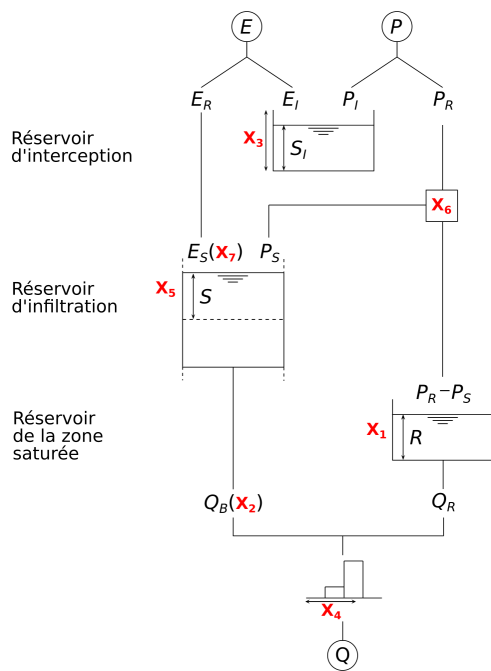 E P
E_R E_I P_I P_R
Réservoir
d'interception
X_3 S_I
X_6
E_S(X_7) P_S
Réservoir
d'infiltration
X_5 S
P_R−P_S
Réservoir
de la zone
saturée
X_1 R
Q_B(X_2) Q_R
X_4
Q